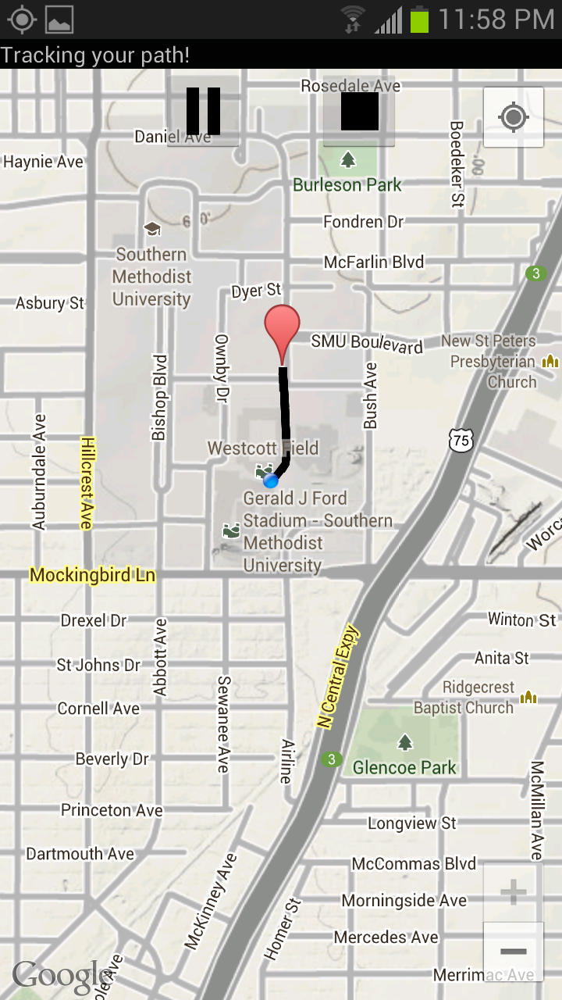 11:58 PM
Tracking your path!
Rosedale Ave
Daniel Ave
Boedeker St
Haynie Ave
Burleson Park
Fondren Dr
Southern
Methodist
University
McFarlin Blvd
3
Dyer St
Asbury St
SMU Boulevard
New St Peters
Presbyterian
Church
Ownby Dr
Bishop Blvd
Bush Ave
75
Auburndale Ave
Hillcrest Ave
Westcott Field
Gerald J Ford
Stadium - Southern
Methodist
University
Mockingbird Ln
Drexel Dr
Winton St
St Johns Dr
Abbott Ave
Anita St
N Central Expy
Ridgecrest
Baptist Church
Cornell Ave
Sewanee Ave
Beverly Dr
Airline
3
Glencoe Park
McMillan Ave
Princeton Ave
Longview St
Dartmouth Ave
McCommas Blvd
McKinney Ave
Morningside Ave
Homer St
Mercedes Ave
Google
Merrimac Ave